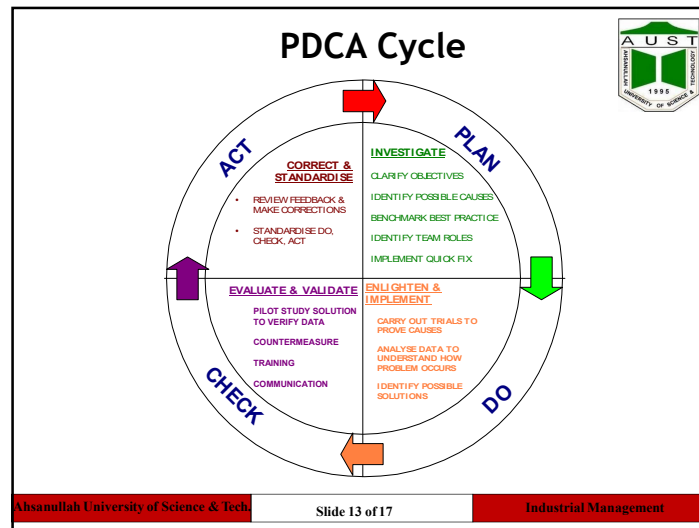 PDCA Cycle
AUST
AHSANULLAH UNIVERSITY OF SCIENCE & TECHNOLOGY
1995
ACT
PLAN
CORRECT &
STANDARDISE
• REVIEW FEEDBACK &
MAKE CORRECTIONS
• STANDARDISE DO,
CHECK, ACT
INVESTIGATE
CLARIFY OBJECTIVES
IDENTIFY POSSIBLE CAUSES
BENCHMARK BEST PRACTICE
IDENTIFY TEAM ROLES
IMPLEMENT QUICK FIX
EVALUATE & VALIDATE
PILOT STUDY SOLUTION
TO VERIFY DATA
COUNTERMEASURE
TRAINING
COMMUNICATION
ENLIGHTEN &
IMPLEMENT
CARRY OUT TRIALS TO
PROVE CAUSES
ANALYSE DATA TO
UNDERSTAND HOW
PROBLEM OCCURS
IDENTIFY POSSIBLE
SOLUTIONS
CHECK
DO
Ahsanullah University of Science & Tech.
Slide 13 of 17
Industrial Management